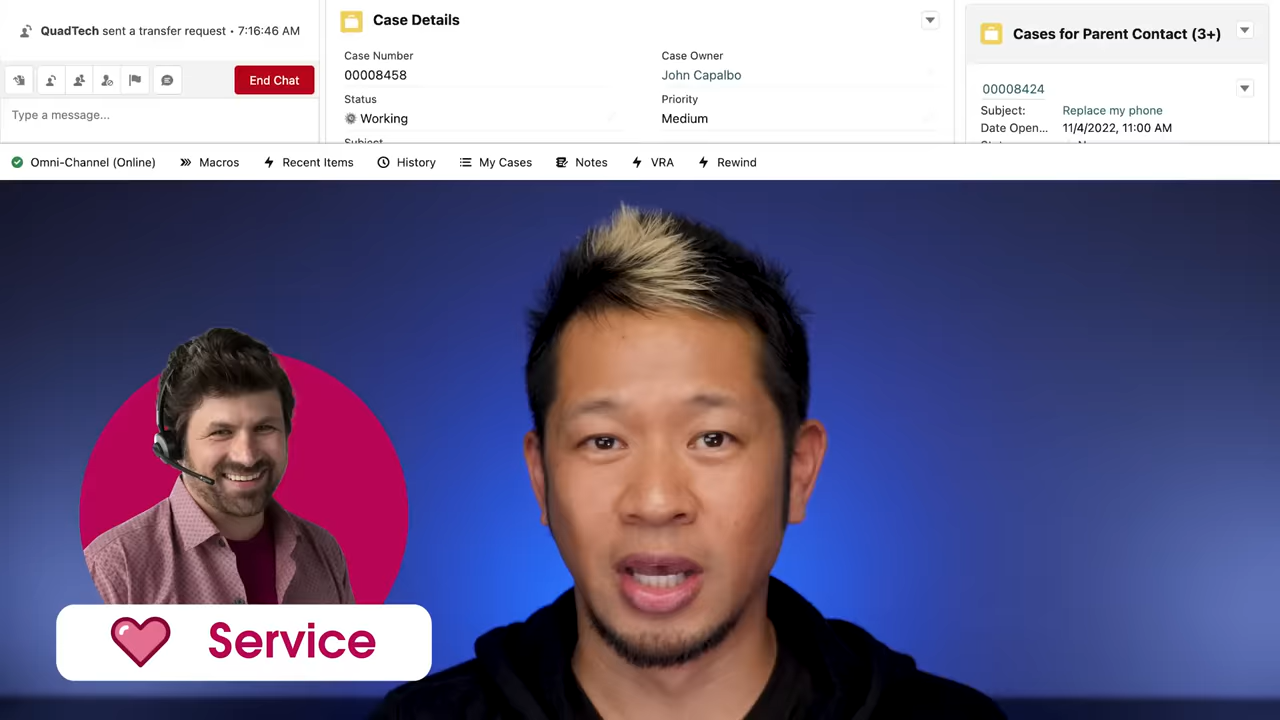 QuadTech sent a transfer request • 7:16:46 AM
End Chat
Type a message...
Case Details
Case Number
00008458
Case Owner
John Capalbo
Status
Working
Priority
Medium
Subject
Cases for Parent Contact (3+)
00008424
Subject:
Replace my phone
Date Open...
11/4/2022, 11:00 AM
Omni-Channel (Online)
Macros
Recent Items
History
My Cases
Notes
VRA
Rewind
Service